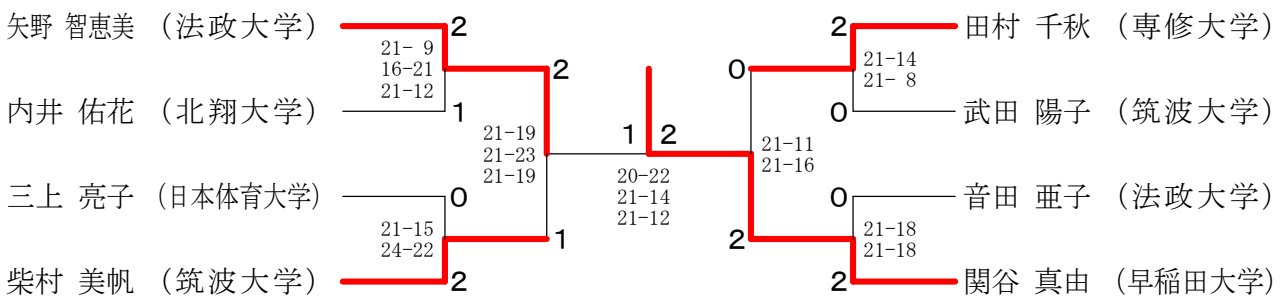 矢野 智恵美 （法政大学） 2 2 田村 千秋 （専修大学）
21- 9 21-14
16-21 2 0 21- 8
21-12
内井 佑花 （北翔大学） 1 0 武田 陽子 （筑波大学）
21-19 1 2 21-11
21-23 21-16
21-19 20-22
21-14
三上 亮子 （日本体育大学） 0 21-12 0 音田 亜子 （法政大学）
21-15 21-18
24-22 1 2 21-18
柴村 美帆 （筑波大学） 2 2 関谷 真由 （早稲田大学）